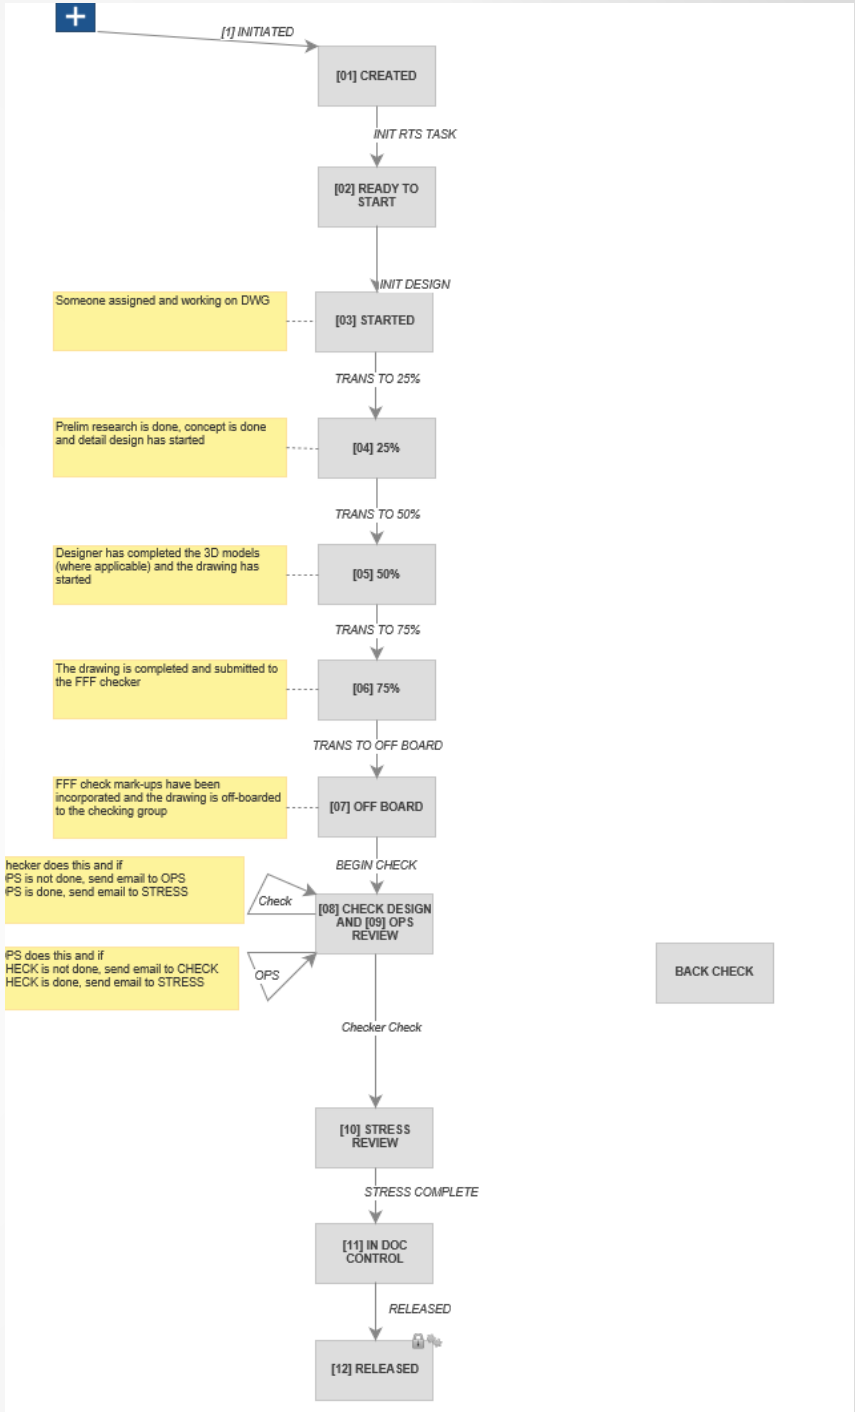 [1] INITIATED
[01] CREATED
INIT RTS TASK
[02] READY TO
START
INIT DESIGN
Someone assigned and working on DWG
[03] STARTED
TRANS TO 25%
Prelim research is done, concept is done
and detail design has started
[04] 25%
TRANS TO 50%
Designer has completed the 3D models
(where applicable) and the drawing has
started
[05] 50%
TRANS TO 75%
The drawing is completed and submitted to
the FFF checker
[06] 75%
TRANS TO OFF BOARD
FFF check mark-ups have been
incorporated and the drawing is off-boarded
to the checking group
[07] OFF BOARD
BEGIN CHECK
hecker does this and if
PS is not done, send email to OPS
PS is done, send email to STRESS
Check
[08] CHECK DESIGN
AND [09] OPS
REVIEW
PS does this and if
HECK is not done, send email to CHECK
HECK is done, send email to STRESS
OPS
BACK CHECK
Checker Check
[10] STRESS
REVIEW
STRESS COMPLETE
[11] IN DOC
CONTROL
RELEASED
[12] RELEASED